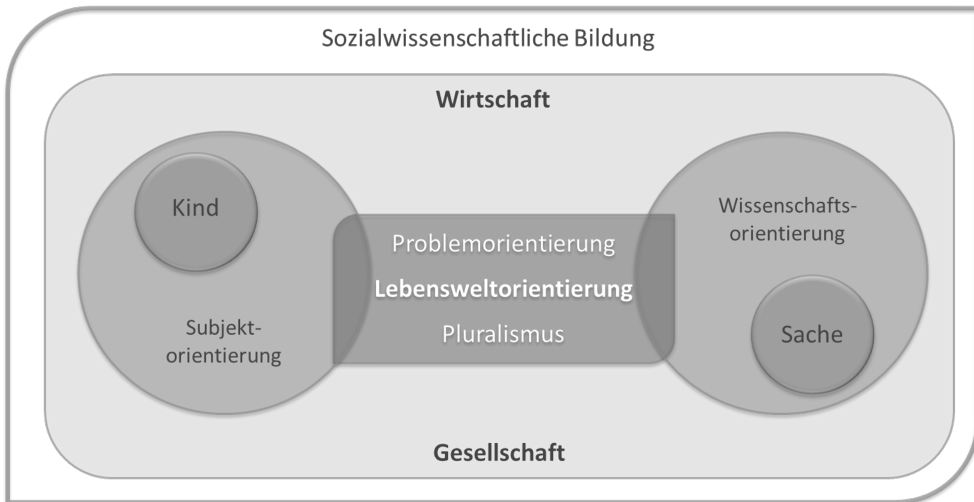 Sozialwissenschaftliche Bildung
Wirtschaft
Kind
Subjekt-
orientierung
Problemorientierung
Lebensweltorientierung
Pluralismus
Wissenschafts-
orientierung
Sache
Gesellschaft